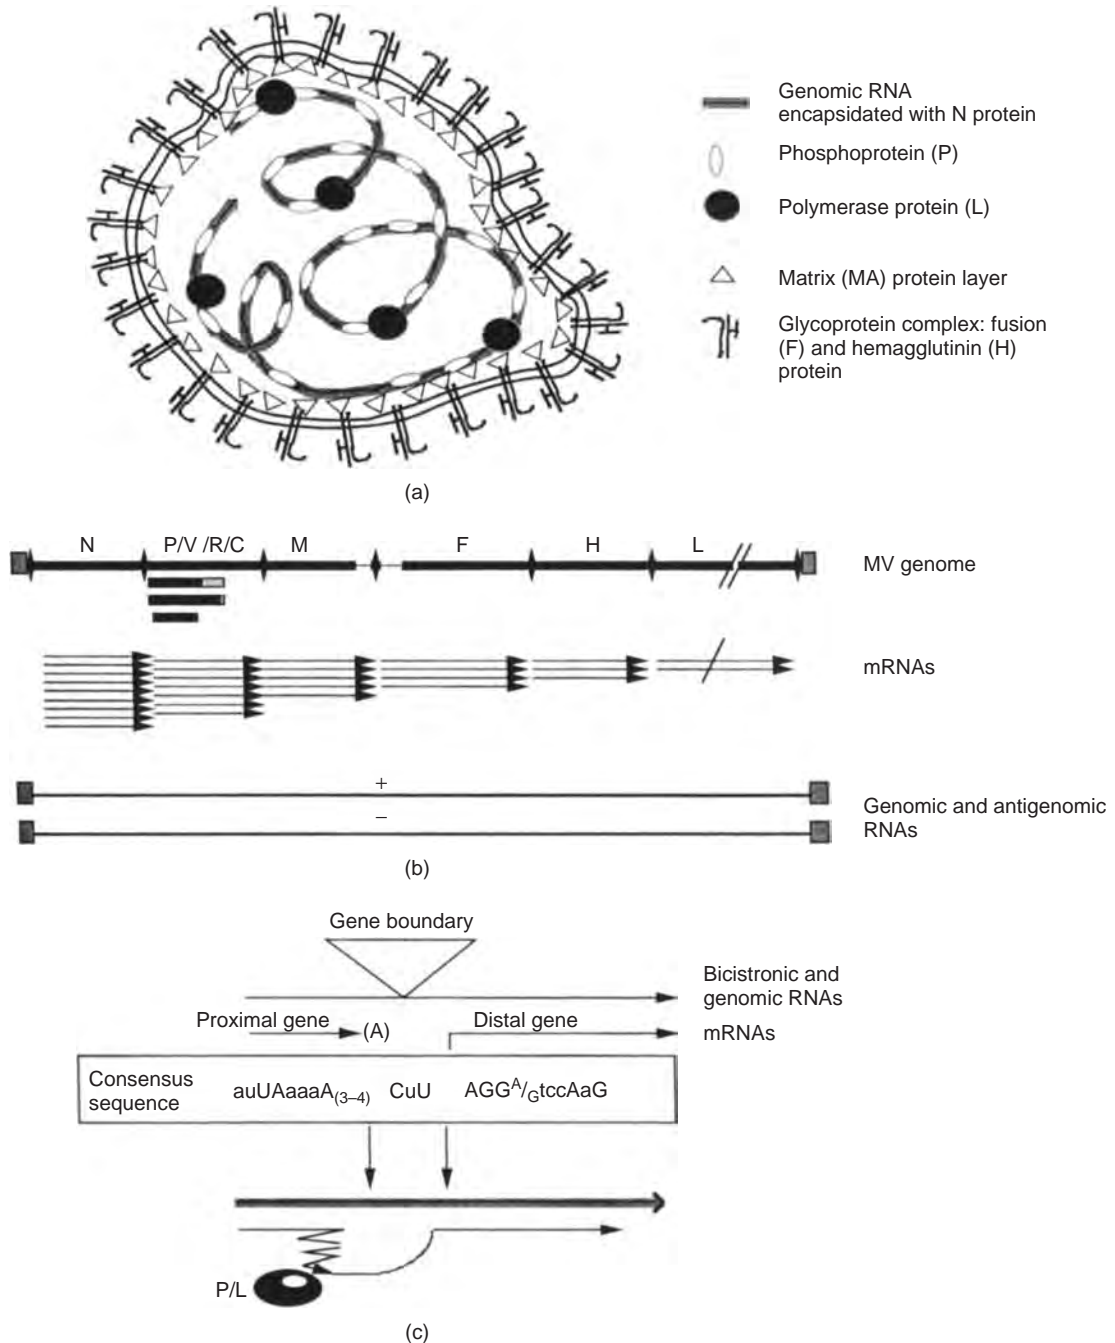 Genomic RNA
encapsidated with N protein
Phosphoprotein (P)
Polymerase protein (L)
Matrix (MA) protein layer
Glycoprotein complex: fusion
(F) and hemagglutinin (H)
protein
(a)
N P/V /R/C M F H L
MV genome
mRNAs
+
−
Genomic and antigenomic
RNAs
(b)
Gene boundary
Bicistronic and
genomic RNAs
Proximal gene (A) Distal gene
mRNAs
Consensus
sequence
auUAaaaA(3–4) CuU AGGA/GtccAaG
P/L
(c)